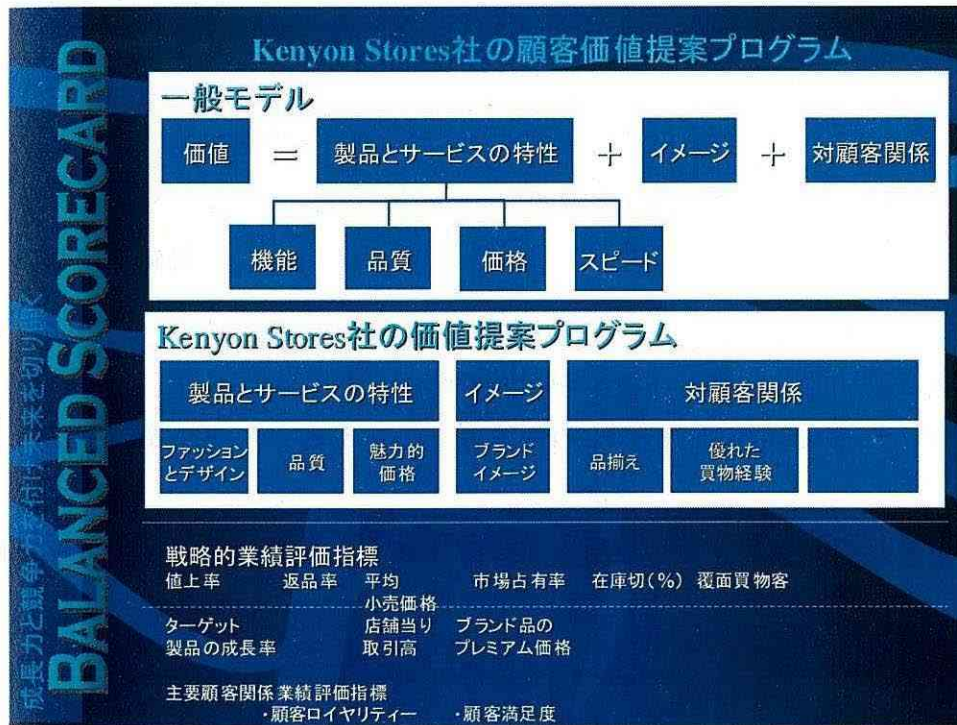 Kenyon Stores社の顧客価値提案プログラム
一般モデル
価値 = 製品とサービスの特性 + イメージ + 対顧客関係
機能 品質 価格 スピード
Kenyon Stores社の価値提案プログラム
製品とサービスの特性 イメージ 対顧客関係
ファッション
とデザイン
品質
魅力的
価格
ブランド
イメージ
品揃え
優れた
買物経験
戦略的業績評価指標
値上率 返品率 平均
小売価格
市場占有率 在庫切(%) 覆面買物客
ターゲット
製品の成長率
店舗当り
取引高
ブランド品の
プレミアム価格
主要顧客関係業績評価指標
・顧客ロイヤリティー ・顧客満足度
BALANCED SCORECARD
成長力と競争力を
未来を切り開く